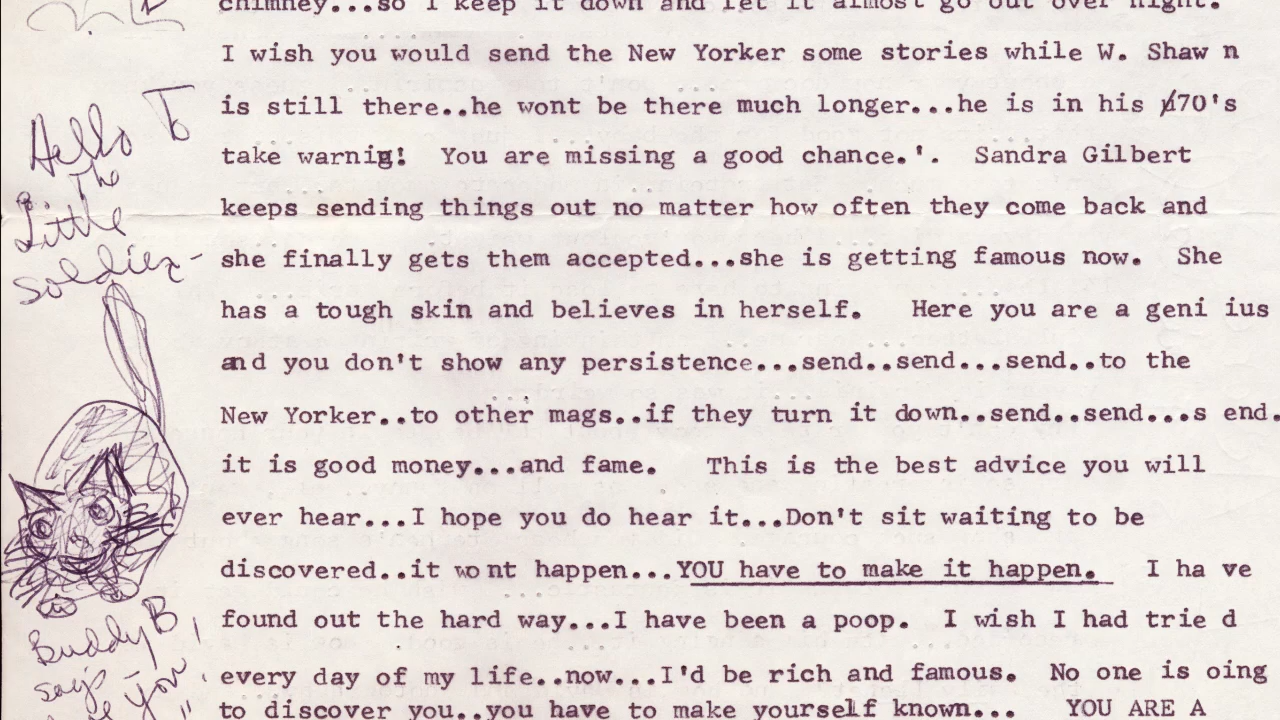 chimney...so I keep it down and let it almost go out over night.
I wish you would send the New Yorker some stories while W. Shaw n
is still there..he wont be there much longer...he is in his 70's
take warnig! You are missing a good chance.'. Sandra Gilbert
keeps sending things out no matter how often they come back and
she finally gets them accepted...she is getting famous now. She
has a tough skin and believes in herself. Here you are a geni ius
and you don't show any persistence...send..send...send..to the
New Yorker..to other mags..if they turn it down..send..send...s end.
it is good money...and fame. This is the best advice you will
ever hear...I hope you do hear it...Don't sit waiting to be
discovered..it wo nt happen...YOU have to make it happen. I ha ve
found out the hard way...I have been a poop. I wish I had trie d
every day of my life..now...I'd be rich and famous. No one is oing
to discover you..you have to make yourself known... YOU ARE A
Hello To
The
Little
Soldier-
Buddy B
says
you